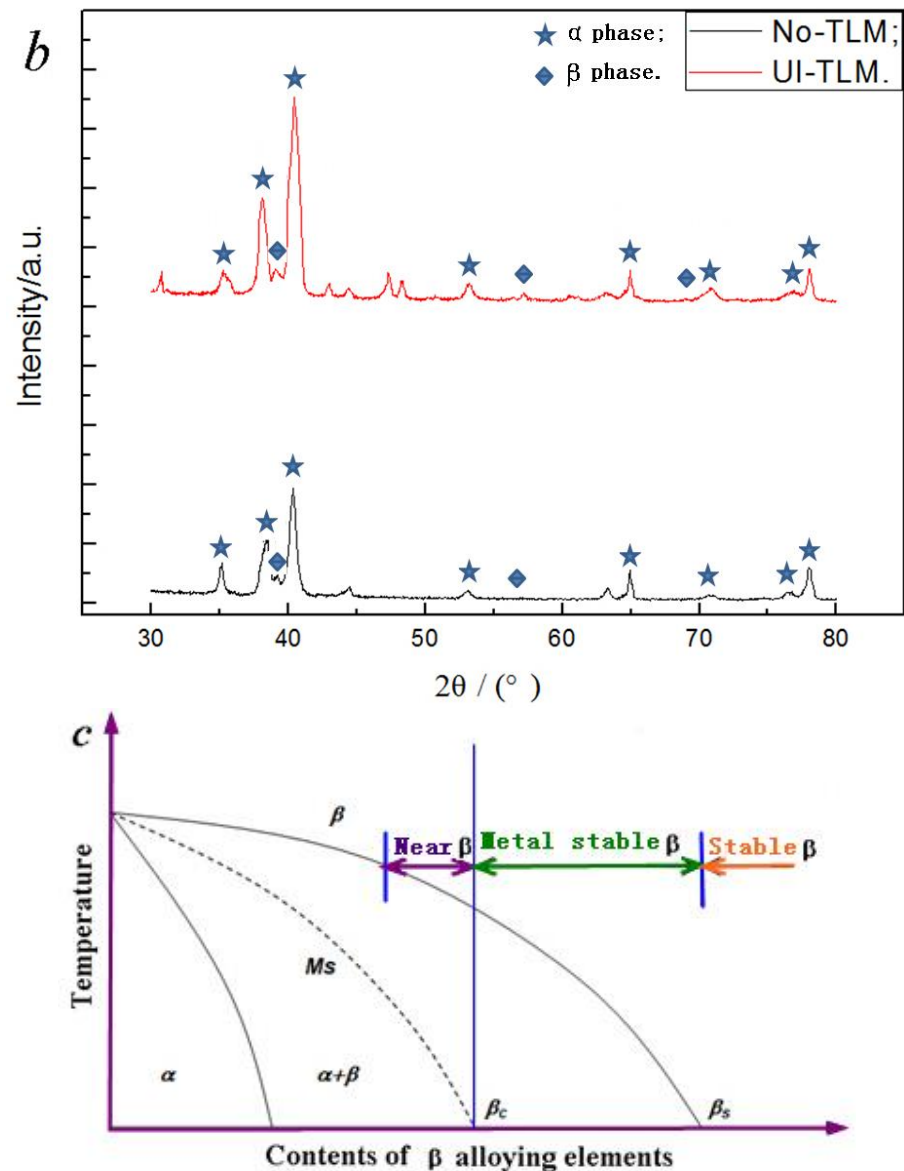 b
α phase;
β phase.
No-TLM;
UI-TLM.
Intensity/a.u.
30 40 50 60 70 80
2θ / (° )
c
β
Near β
Metal stable β
Stable β
Temperature
Ms
α
α+β
βc
βs
Contents of β alloying elements